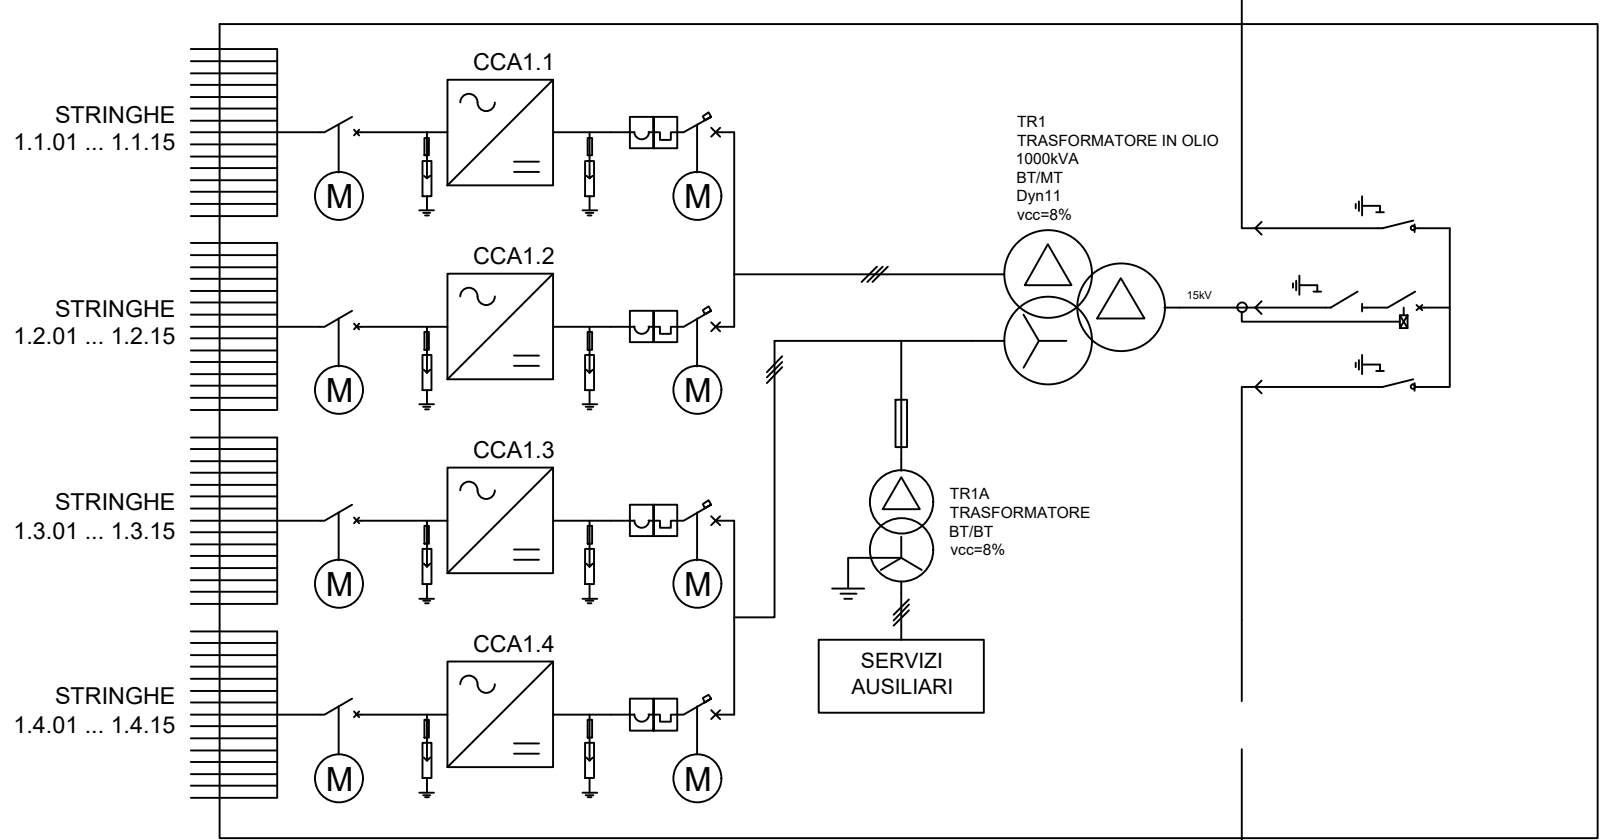 CCA1.1
STRINGHE
1.1.01 ... 1.1.15
M
M
CCA1.2
STRINGHE
1.2.01 ... 1.2.15
M
M
CCA1.3
STRINGHE
1.3.01 ... 1.3.15
M
M
CCA1.4
STRINGHE
1.4.01 ... 1.4.15
M
M
TR1
TRASFORMATORE IN OLIO
1000kVA
BT/MT
Dyn11
vcc=8%
15kV
TR1A
TRASFORMATORE
BT/BT
vcc=8%
SERVIZI
AUSILIARI